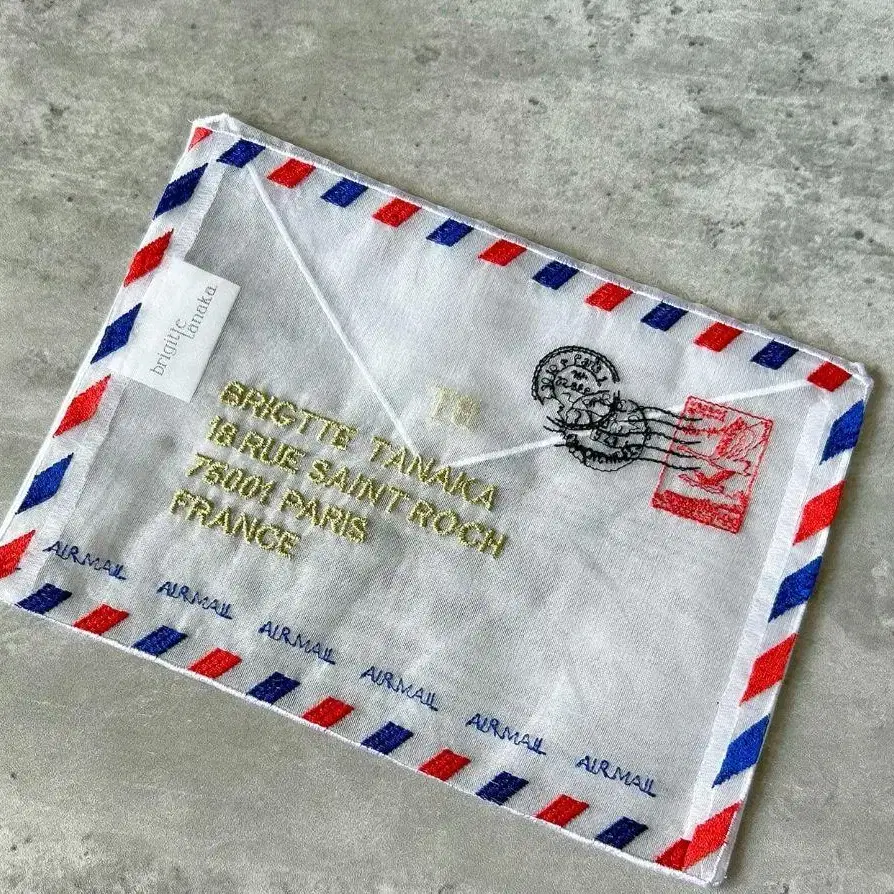 brigitte
tanaka
BRIGTTE TANAKA
18 RUE SAINT ROCH
75001 PARIS
FRANCE
AIRMAIL AIRMAIL AIRMAIL AIRMAIL AIRMAIL AIRMAIL